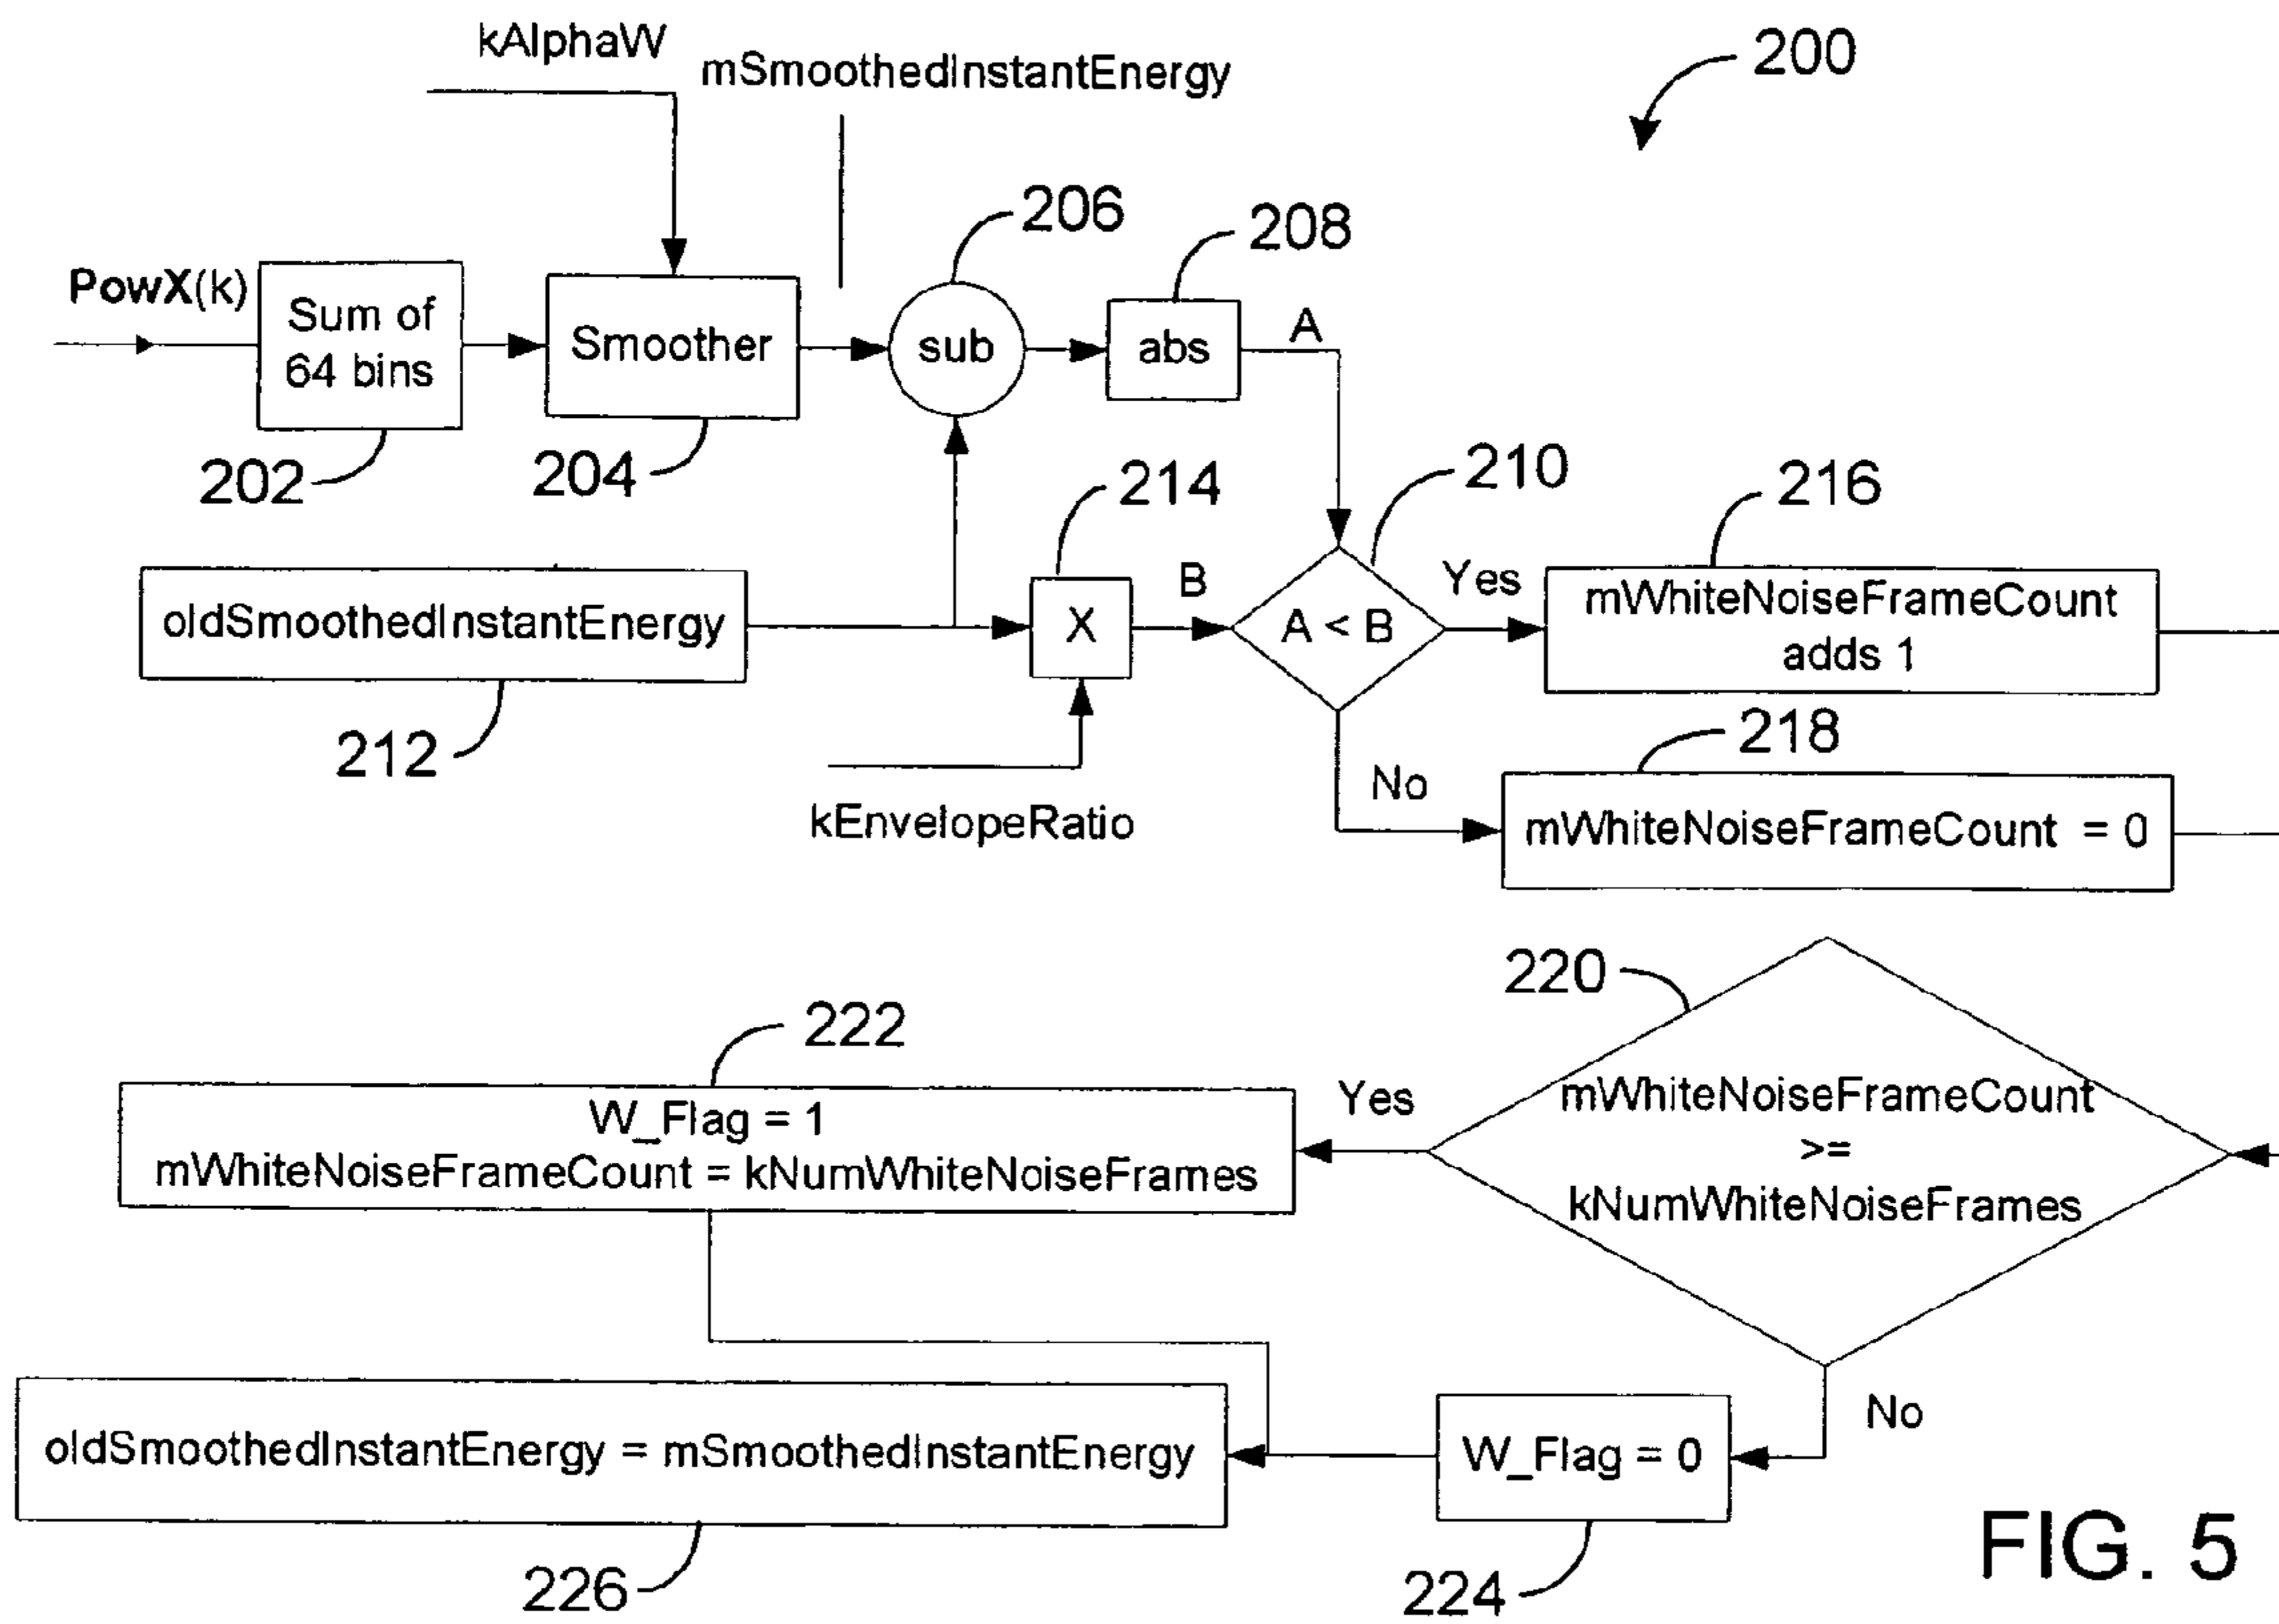 kAlphaW
mSmoothedInstantEnergy
200
206
208
PowX(k)
Sum of
64 bins
Smoother
sub
abs
A
202
204
214
210
216
oldSmoothedInstantEnergy
X
B
A < B
Yes
mWhiteNoiseFrameCount
adds 1
212
kEnvelopeRatio
No
218
mWhiteNoiseFrameCount = 0
220
222
W_Flag = 1
mWhiteNoiseFrameCount = kNumWhiteNoiseFrames
Yes
mWhiteNoiseFrameCount
>=
kNumWhiteNoiseFrames
oldSmoothedInstantEnergy = mSmoothedInstantEnergy
W_Flag = 0
No
226
224
FIG. 5